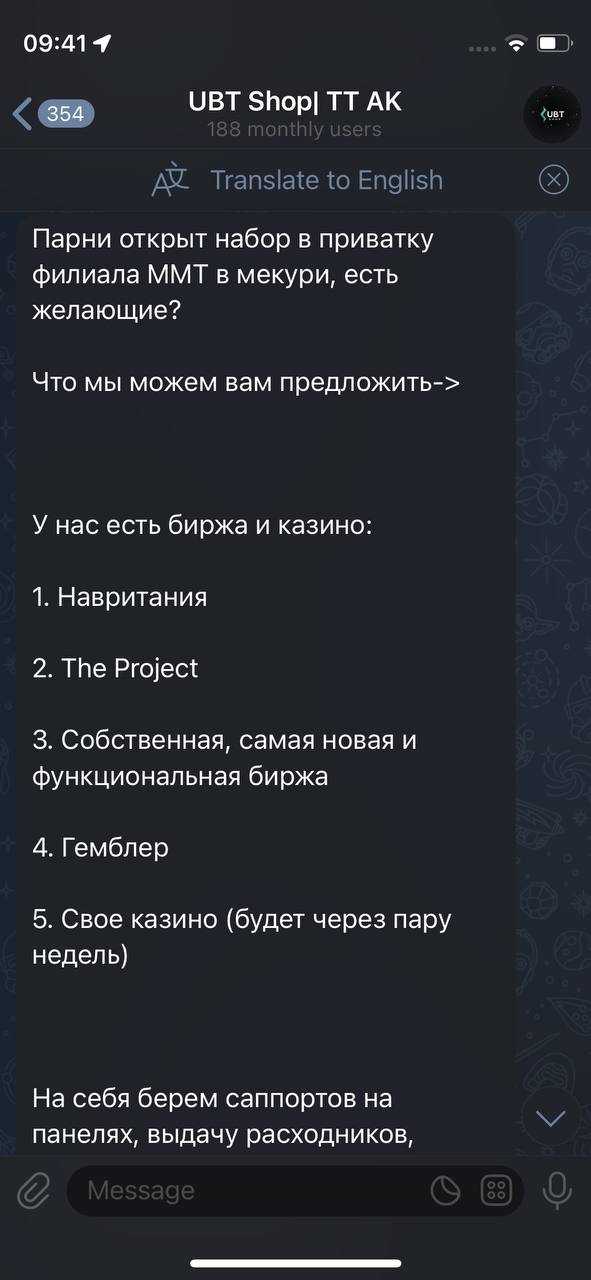 09:41
354
UBT Shop| TT AK
188 monthly users
UBT
Translate to English
Парни открыт набор в приватку
филиала ММТ в мекури, есть
желающие?
Что мы можем вам предложить->
У нас есть биржа и казино:
1. Навритания
2. The Project
3. Собственная, самая новая и
функциональная биржа
4. Гемблер
5. Свое казино (будет через пару
недель)
На себя берем саппортов на
панелях, выдачу расходников,
Message